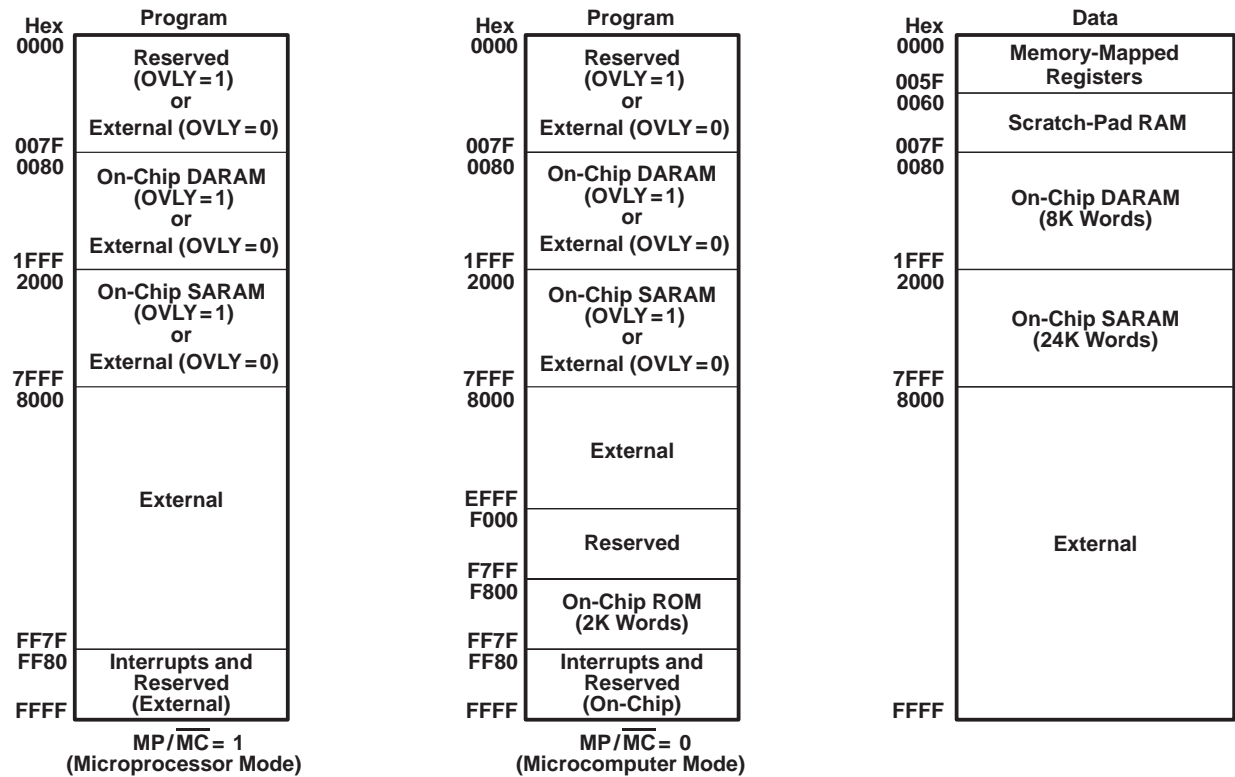 Hex
Program
0000
Reserved
(OVLY = 1)
or
External (OVLY = 0)
007F
0080
On-Chip DARAM
(OVLY = 1)
or
External (OVLY = 0)
1FFF
2000
On-Chip SARAM
(OVLY = 1)
or
External (OVLY = 0)
7FFF
8000
External
FF7F
FF80
Interrupts and
Reserved
(External)
FFFF
MP/M̅C̅ = 1
(Microprocessor Mode)
Hex
Program
0000
Reserved
(OVLY = 1)
or
External (OVLY = 0)
007F
0080
On-Chip DARAM
(OVLY = 1)
or
External (OVLY = 0)
1FFF
2000
On-Chip SARAM
(OVLY = 1)
or
External (OVLY = 0)
7FFF
8000
External
EFFF
F000
Reserved
F7FF
F800
On-Chip ROM
(2K Words)
FF7F
FF80
Interrupts and
Reserved
(On-Chip)
FFFF
MP/M̅C̅ = 0
(Microcomputer Mode)
Hex
Data
0000
Memory-Mapped
Registers
005F
0060
Scratch-Pad RAM
007F
0080
On-Chip DARAM
(8K Words)
1FFF
2000
On-Chip SARAM
(24K Words)
7FFF
8000
External
FFFF